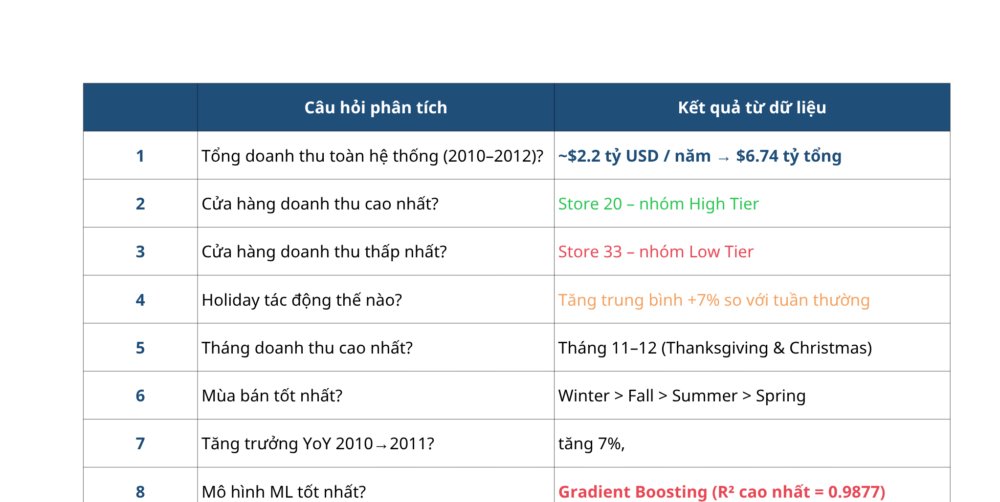 Câu hỏi phân tích Kết quả từ dữ liệu
1 Tổng doanh thu toàn hệ thống (2010–2012)? ~$2.2 tỷ USD / năm → $6.74 tỷ tổng
2 Cửa hàng doanh thu cao nhất? Store 20 – nhóm High Tier
3 Cửa hàng doanh thu thấp nhất? Store 33 – nhóm Low Tier
4 Holiday tác động thế nào? Tăng trung bình +7% so với tuần thường
5 Tháng doanh thu cao nhất? Tháng 11–12 (Thanksgiving & Christmas)
6 Mùa bán tốt nhất? Winter > Fall > Summer > Spring
7 Tăng trưởng YoY 2010→2011? tăng 7%,
8 Mô hình ML tốt nhất? Gradient Boosting (R² cao nhất = 0.9877)